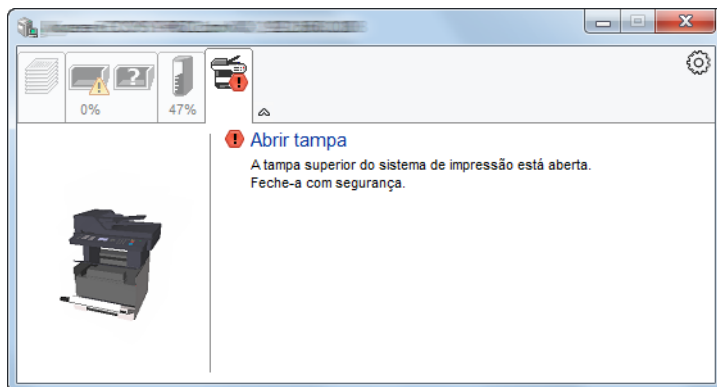 0%
47%
Abrir tampa
A tampa superior do sistema de impressão está aberta.
Feche-a com segurança.